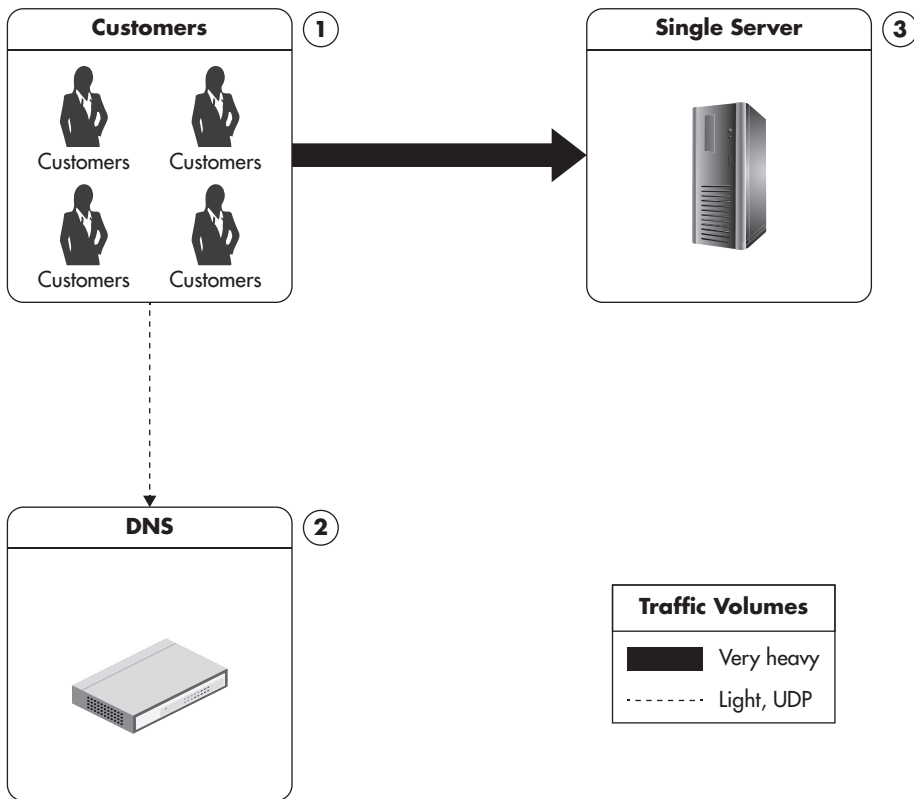 Customers
1
Customers
Customers
Customers
Customers
Single Server
3
DNS
2
Traffic Volumes
Very heavy
Light, UDP